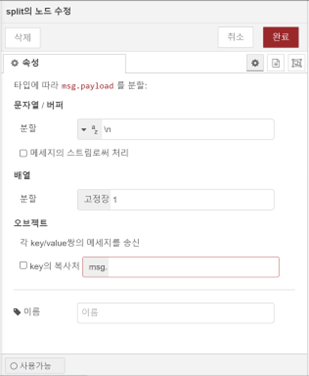 split의 노드 수정
삭제
취소
완료
속성
타입에 따라 msg.payload 를 분할:
문자열 / 버퍼
분할
a
z
\n
메세지의 스트림로써 처리
배열
분할
고정장 1
오브젝트
각 key/value쌍의 메세지를 송신
key의 복사처
msg.
이름
이름
사용가능